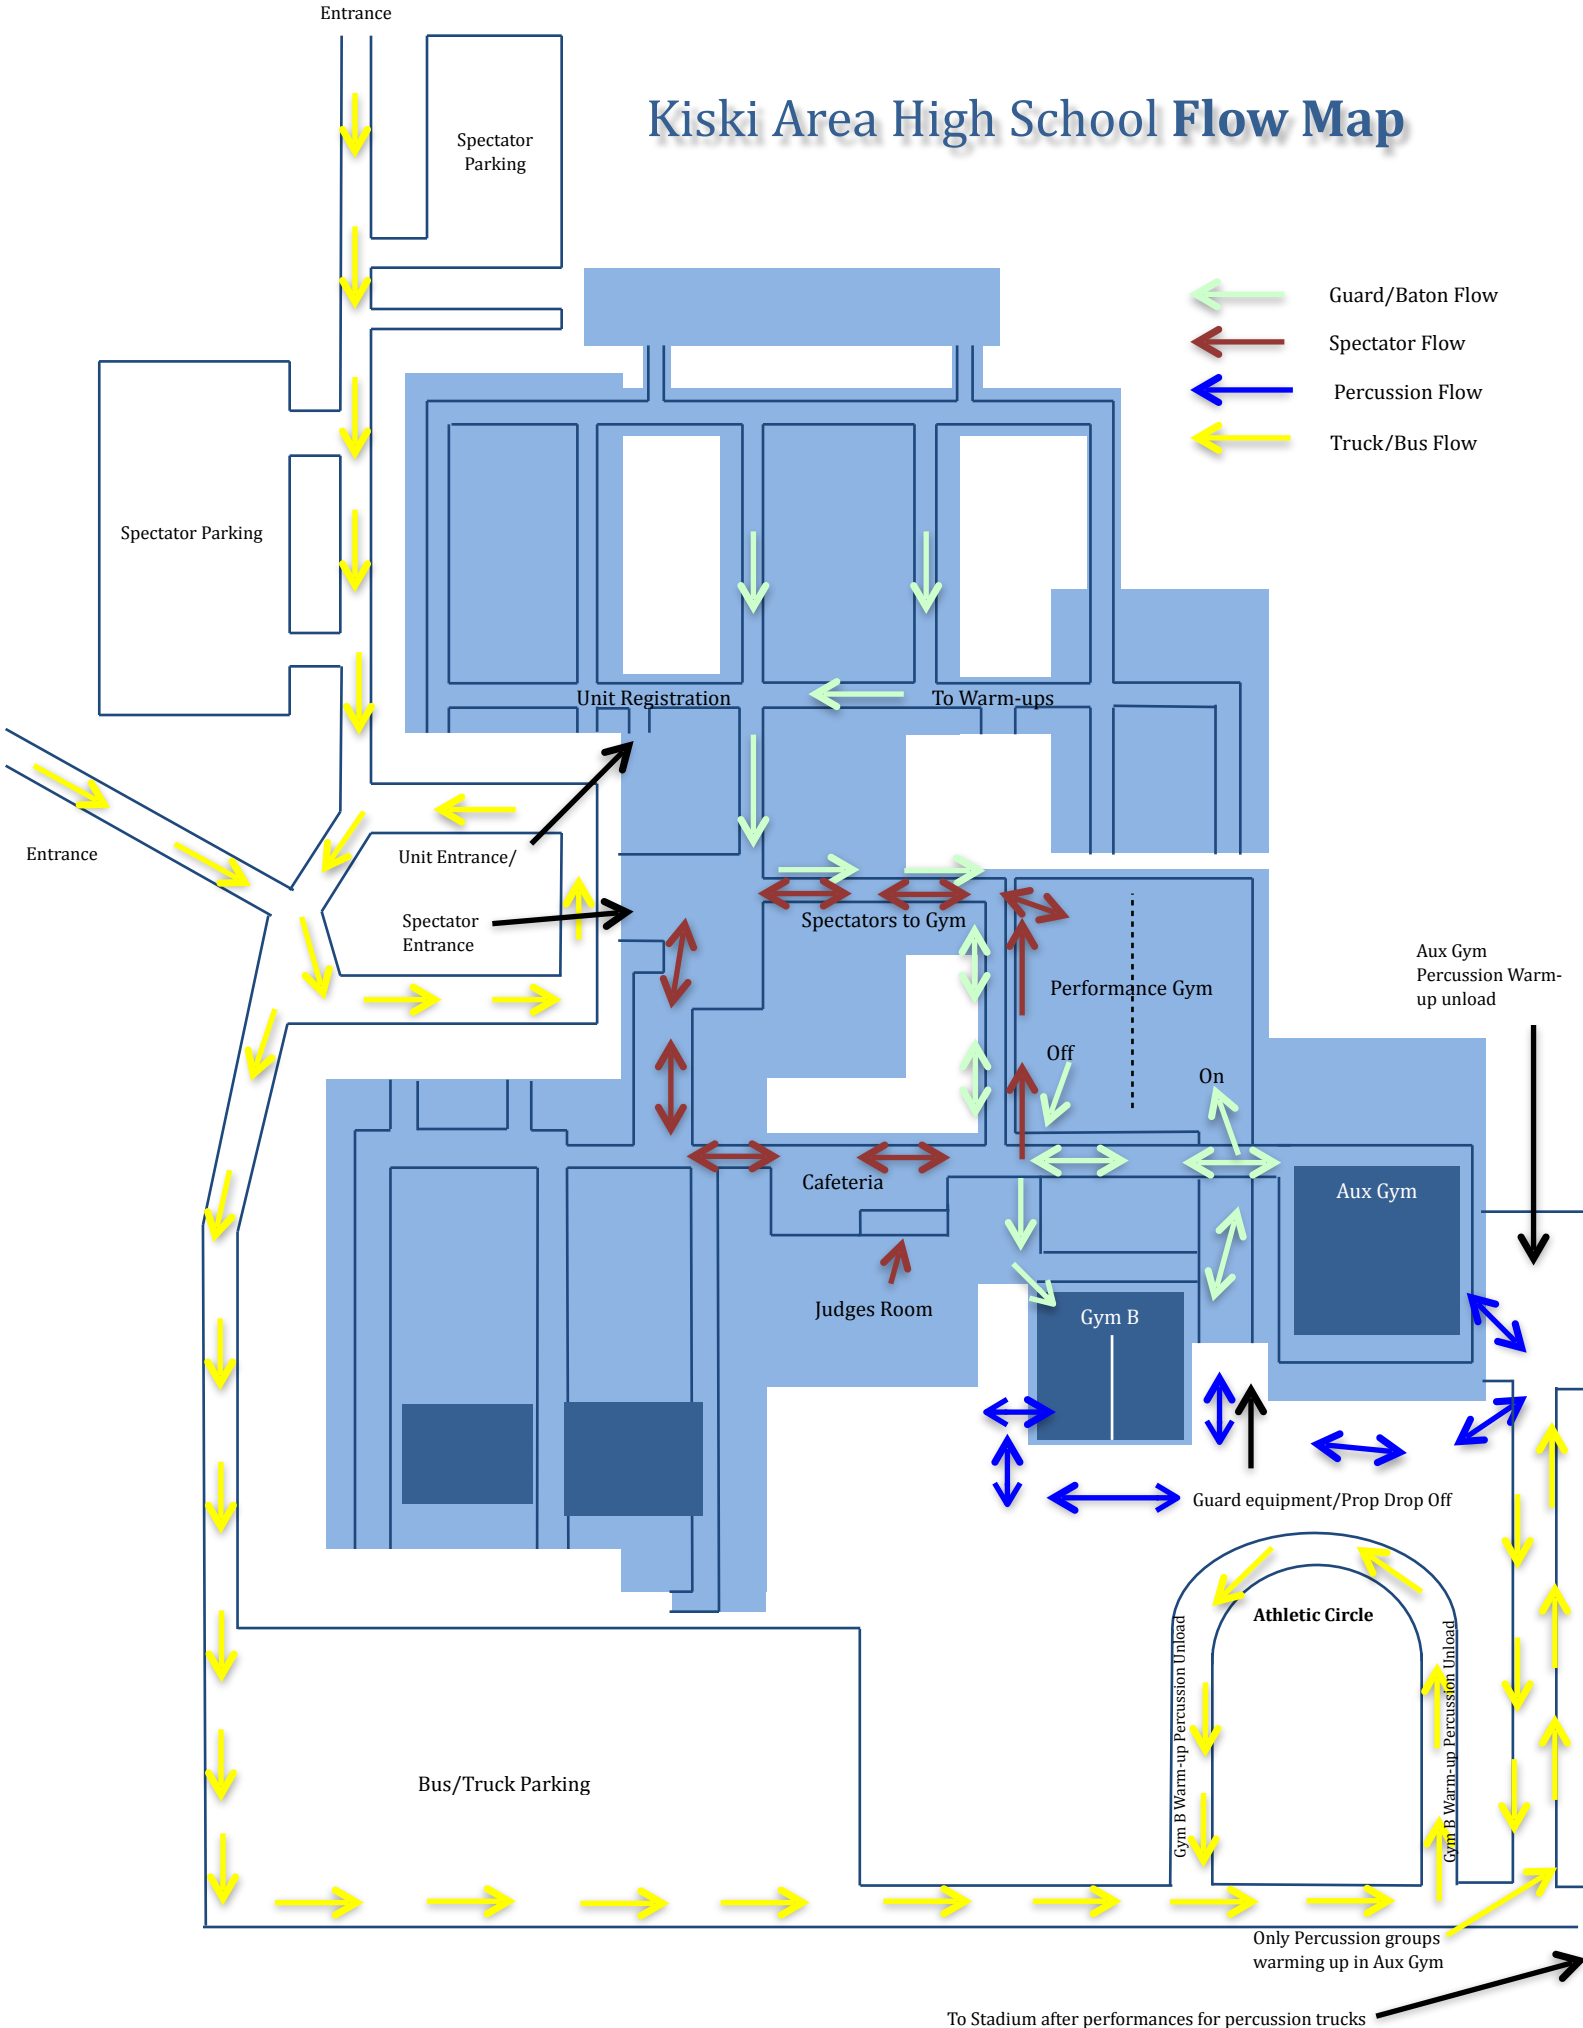 Entrance
Kiski Area High School Flow Map
Spectator
Parking
Guard/Baton Flow
Spectator Flow
Percussion Flow
Truck/Bus Flow
Spectator Parking
Unit Registration
To Warm-ups
Entrance
Unit Entrance/
Spectator
Entrance
Spectators to Gym
Aux Gym
Percussion Warm-
up unload
Performance Gym
Off
On
Cafeteria
Aux Gym
Judges Room
Gym B
Guard equipment/Prop Drop Off
Athletic Circle
Gym B Warm-up Percussion Unload
Gym B Warm-up Percussion Unload
Bus/Truck Parking
Only Percussion groups
warming up in Aux Gym
To Stadium after performances for percussion trucks